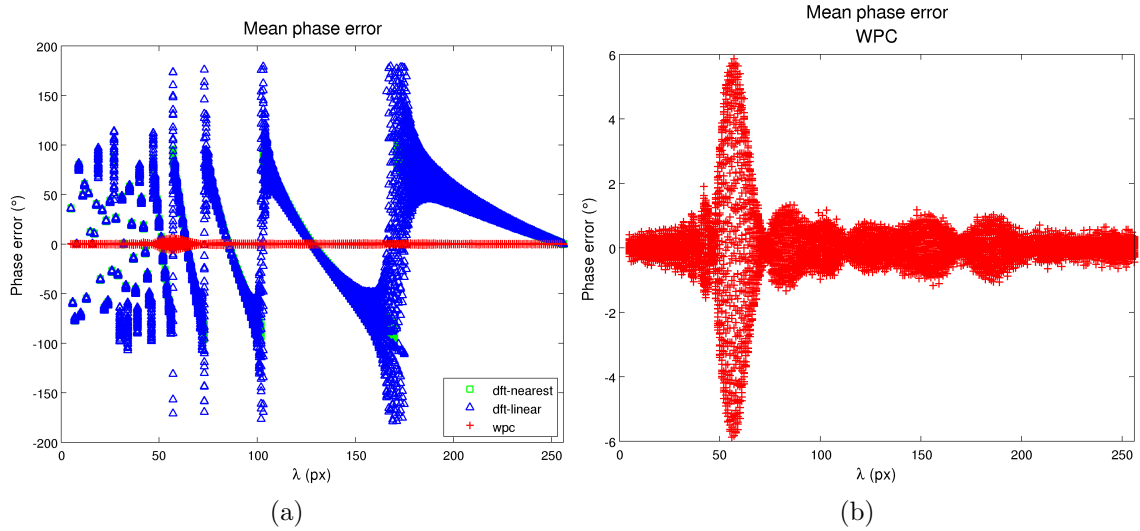 Mean phase error
Phase error (°)
200
150
100
50
0
-50
-100
-150
-200
0
50
100
150
200
250
λ (px)
dft-nearest
dft-linear
wpc
(a)
Mean phase error
WPC
Phase error (°)
6
4
2
0
-2
-4
-6
0
50
100
150
200
250
λ (px)
(b)